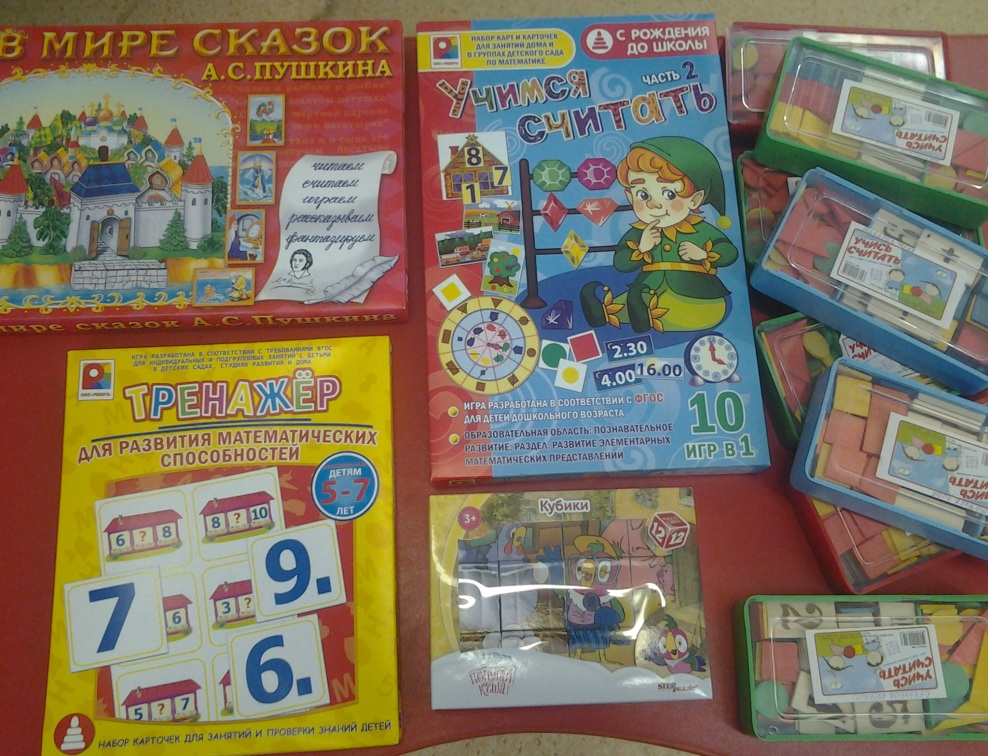 В МИРЕ СКАЗОК
А.С.ПУШКИНА
читаем
считаем
играем
рассказываем
фантазируем
мире сказок А.С.Пушкина
НАБОР КАРТ И КАРТОЧЕК
ДЛЯ ЗАНЯТИЙ ДОМА И
В ГРУППАХ ДЕТСКОГО САДА
ПО МАТЕМАТИКЕ
С РОЖДЕНИЯ
ДО ШКОЛЫ
Учимся
ЧАСТЬ 2
считать
8
1 7
2.30
4.00 16.00
ИГРА РАЗРАБОТАНА В СООТВЕТСТВИИ С ФГОС
ДЛЯ ДЕТЕЙ ДОШКОЛЬНОГО ВОЗРАСТА
ОБРАЗОВАТЕЛЬНАЯ ОБЛАСТЬ: ПОЗНАВАТЕЛЬНОЕ
РАЗВИТИЕ. РАЗДЕЛ: РАЗВИТИЕ ЭЛЕМЕНТАРНЫХ
МАТЕМАТИЧЕСКИХ ПРЕДСТАВЛЕНИЙ
10
ИГР В 1
ИГРА РАЗРАБОТАНА В СООТВЕТСТВИИ С ТРЕБОВАНИЯМИ ФГОС
ДЛЯ ИНДИВИДУАЛЬНЫХ И ПОДГРУППОВЫХ ЗАНЯТИЙ С ДЕТЬМИ
В ДЕТСКИХ САДАХ, СТУДИЯХ РАЗВИТИЯ И ДОМА
ТРЕНАЖЁР
ДЛЯ РАЗВИТИЯ МАТЕМАТИЧЕСКИХ
СПОСОБНОСТЕЙ
ДЕТЯМ
5-7
ЛЕТ
6 ? 8
8 ? 10
7
9.
6
3 ?
6.
5 ? 7
НАБОР КАРТОЧЕК ДЛЯ ЗАНЯТИЙ И ПРОВЕРКИ ЗНАНИЙ ДЕТЕЙ
3+
Кубики
12
12
STEP puzzle
УЧИСЬ
СЧИТАТЬ
УЧИСЬ
СЧИТАТЬ
УЧИСЬ
СЧИТАТЬ
УЧИСЬ
СЧИТАТЬ